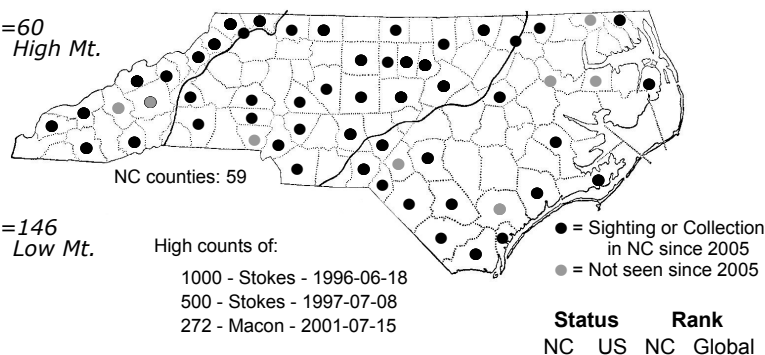 =60
High Mt.
NC counties: 59
=146
Low Mt.
High counts of:
1000 - Stokes - 1996-06-18
500 - Stokes - 1997-07-08
272 - Macon - 2001-07-15
● = Sighting or Collection
in NC since 2005
● = Not seen since 2005
Status Rank
NC US NC Global